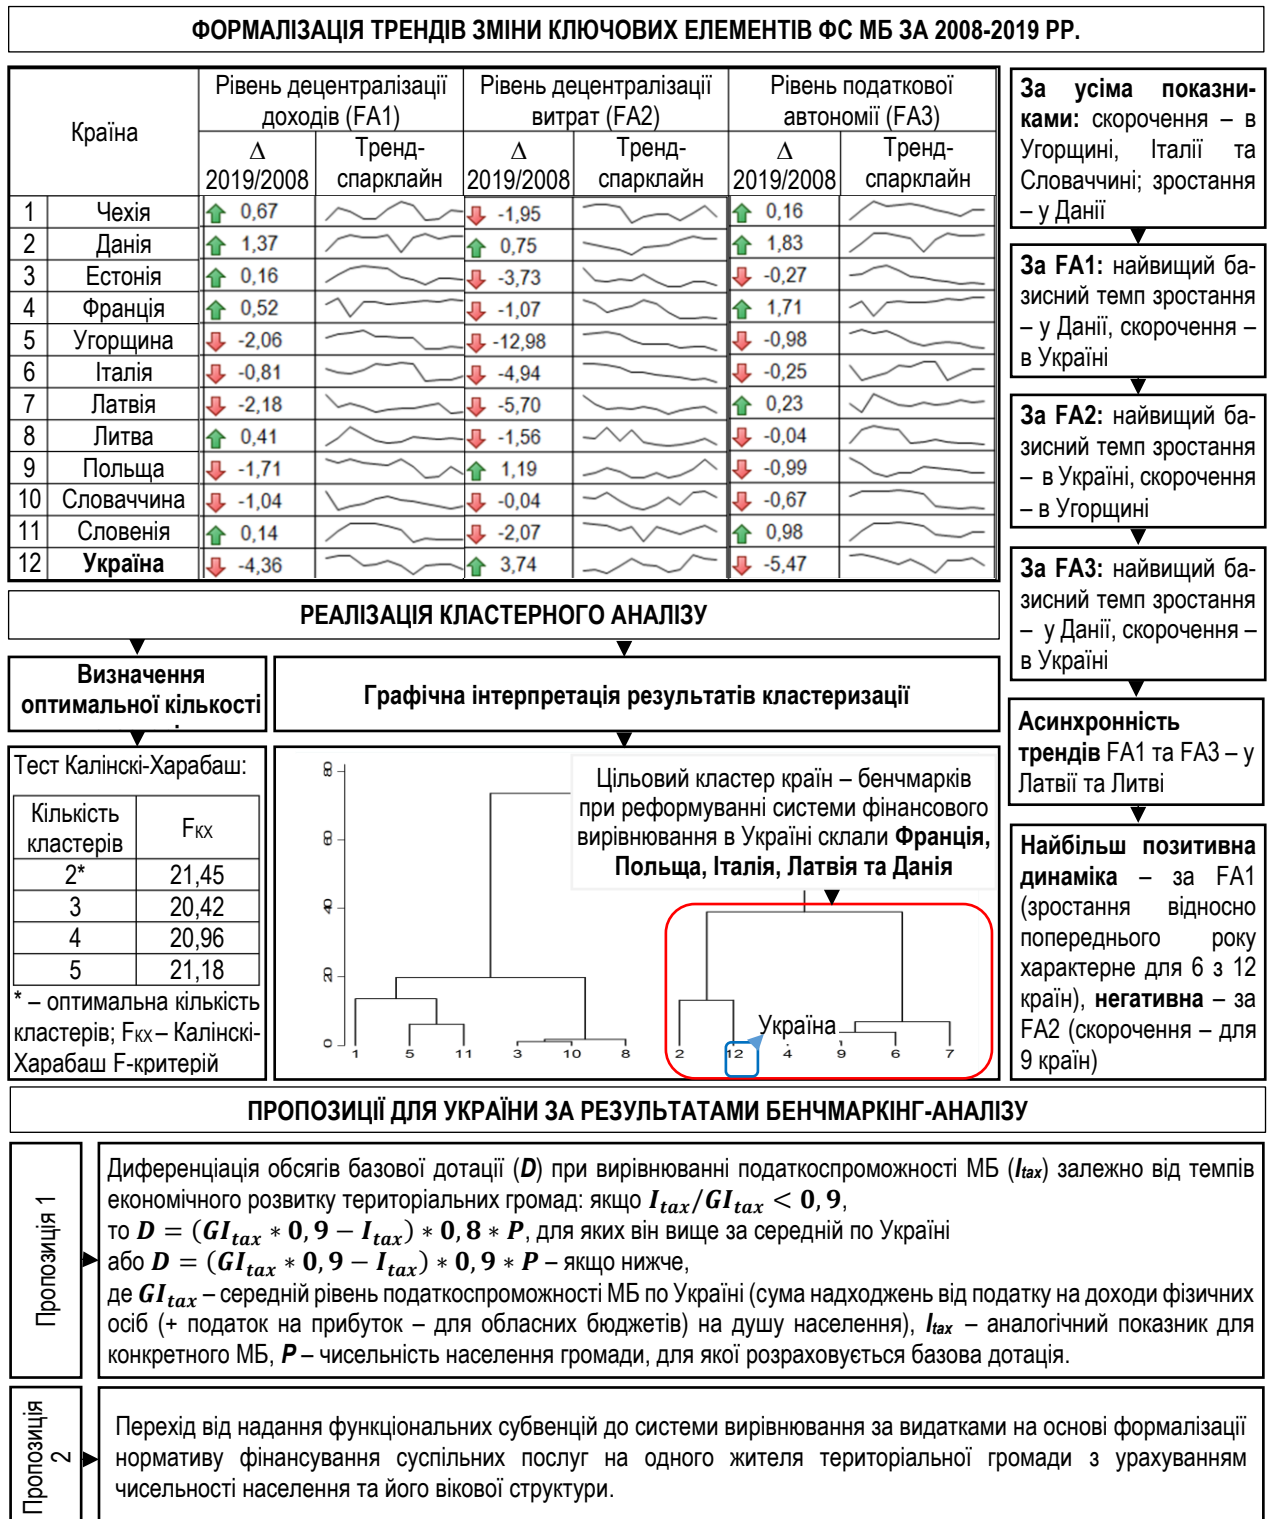 ФОРМАЛІЗАЦІЯ ТРЕНДІВ ЗМІНИ КЛЮЧОВИХ ЕЛЕМЕНТІВ ФС МБ ЗА 2008-2019 РР.
Країна
Рівень децентралізації
доходів (FA1)
Рівень децентралізації
витрат (FA2)
Рівень податкової
автономії (FA3)
Δ
2019/2008
Тренд-
спарклайн
Δ
2019/2008
Тренд-
спарклайн
Δ
2019/2008
Тренд-
спарклайн
1 Чехія 0,67 -1,95 0,16
2 Данія 1,37 0,75 1,83
3 Естонія 0,16 -3,73 -0,27
4 Франція 0,52 -1,07 1,71
5 Угорщина -2,06 -12,98 -0,98
6 Італія -0,81 -4,94 -0,25
7 Латвія -2,18 -5,70 0,23
8 Литва 0,41 -1,56 -0,04
9 Польща -1,71 1,19 -0,99
10 Словаччина -1,04 -0,04 -0,67
11 Словенія 0,14 -2,07 0,98
12 Україна -4,36 3,74 -5,47
За усіма показни-
ками: скорочення – в
Угорщині, Італії та
Словаччині; зростання
– у Данії
За FA1: найвищий ба-
зисний темп зростання
– у Данії, скорочення –
в Україні
За FA2: найвищий ба-
зисний темп зростання
– в Україні, скорочення
– в Угорщині
За FA3: найвищий ба-
зисний темп зростання
– у Данії, скорочення –
в Україні
Асинхронність
трендів FA1 та FA3 – у
Латвії та Литві
Найбільш позитивна
динаміка – за FA1
(зростання відносно
попереднього року
характерне для 6 з 12
країн), негативна – за
FA2 (скорочення – для
9 країн)
РЕАЛІЗАЦІЯ КЛАСТЕРНОГО АНАЛІЗУ
Визначення
оптимальної кількості
Графічна інтерпретація результатів кластеризації
Тест Калінскі-Харабаш:
Кількість
кластерів
FКХ
2* 21,45
3 20,42
4 20,96
5 21,18
* – оптимальна кількість
кластерів; FКХ – Калінскі-
Харабаш F-критерій
80
60
40
20
0
Цільовий кластер країн – бенчмарків
при реформуванні системи фінансового
вирівнювання в Україні склали Франція,
Польща, Італія, Латвія та Данія
Україна
1 5 11 3 10 8 2 12 4 9 6 7
ПРОПОЗИЦІЇ ДЛЯ УКРАЇНИ ЗА РЕЗУЛЬТАТАМИ БЕНЧМАРКІНГ-АНАЛІЗУ
Пропозиція 1
Диференціація обсягів базової дотації (D) при вирівнюванні податкоспроможності МБ (Itax) залежно від темпів
економічного розвитку територіальних громад: якщо Itax/GItax < 0,9,
то D = (GItax * 0,9 − Itax) * 0,8 * P, для яких він вище за середній по Україні
або D = (GItax * 0,9 − Itax) * 0,9 * P – якщо нижче,
де GItax – середній рівень податкоспроможності МБ по Україні (сума надходжень від податку на доходи фізичних
осіб (+ податок на прибуток – для обласних бюджетів) на душу населення), Itax – аналогічний показник для
конкретного МБ, P – чисельність населення громади, для якої розраховується базова дотація.
Пропозиція
2
Перехід від надання функціональних субвенцій до системи вирівнювання за видатками на основі формалізації
нормативу фінансування суспільних послуг на одного жителя територіальної громади з урахуванням
чисельності населення та його вікової структури.